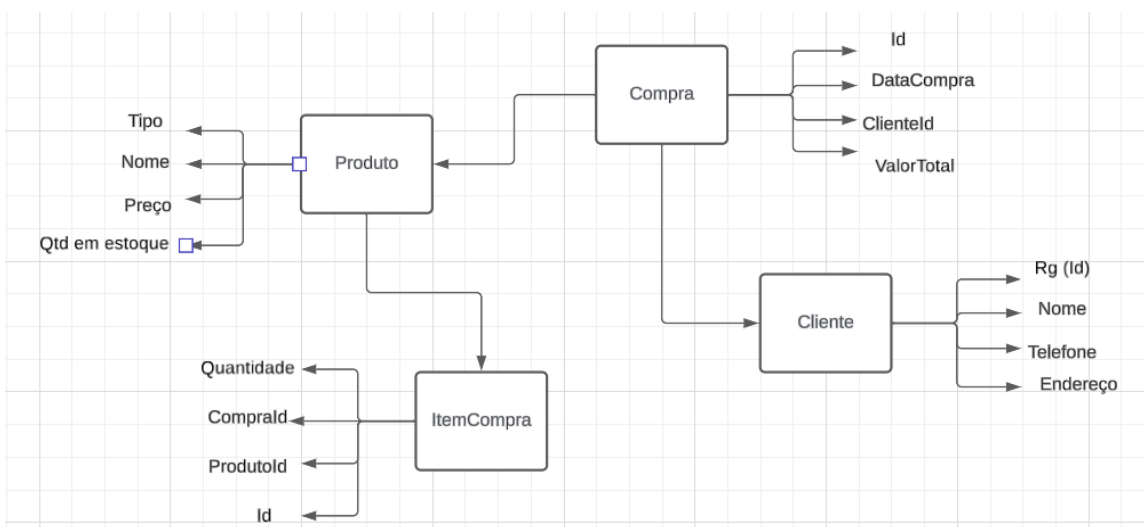 Id
DataCompra
ClienteId
ValorTotal
Compra
Tipo
Nome
Preço
Qtd em estoque
Produto
Rg (Id)
Nome
Telefone
Endereço
Cliente
Quantidade
CompraId
ProdutoId
Id
ItemCompra